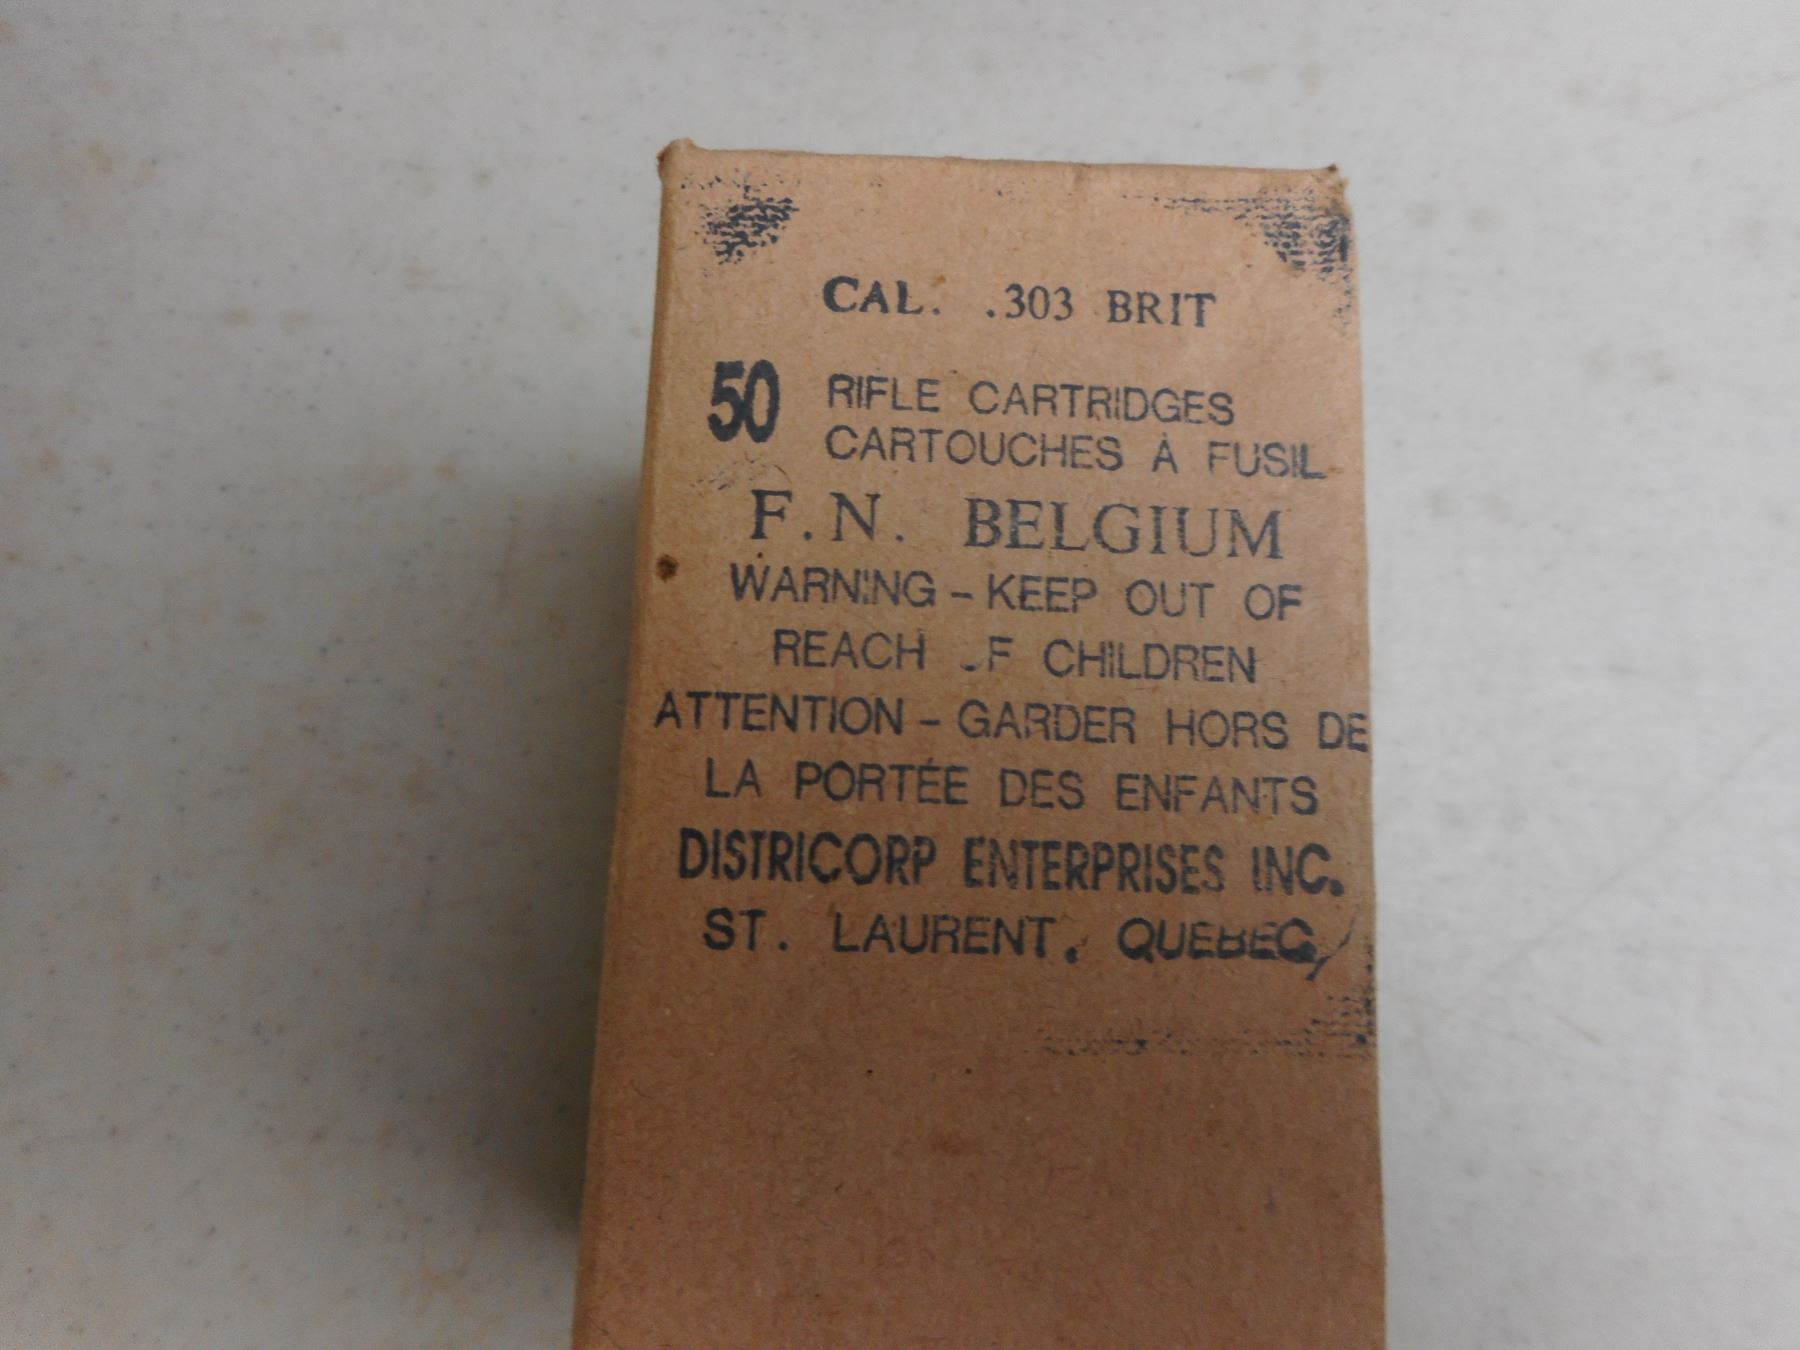 CAL. .303 BRIT
50 RIFLE CARTRIDGES
CARTOUCHES À FUSIL
F.N. BELGIUM
WARNING - KEEP OUT OF
REACH OF CHILDREN
ATTENTION - GARDER HORS DE
LA PORTÉE DES ENFANTS
DISTRICORP ENTERPRISES INC.
ST. LAURENT, QUEBEC